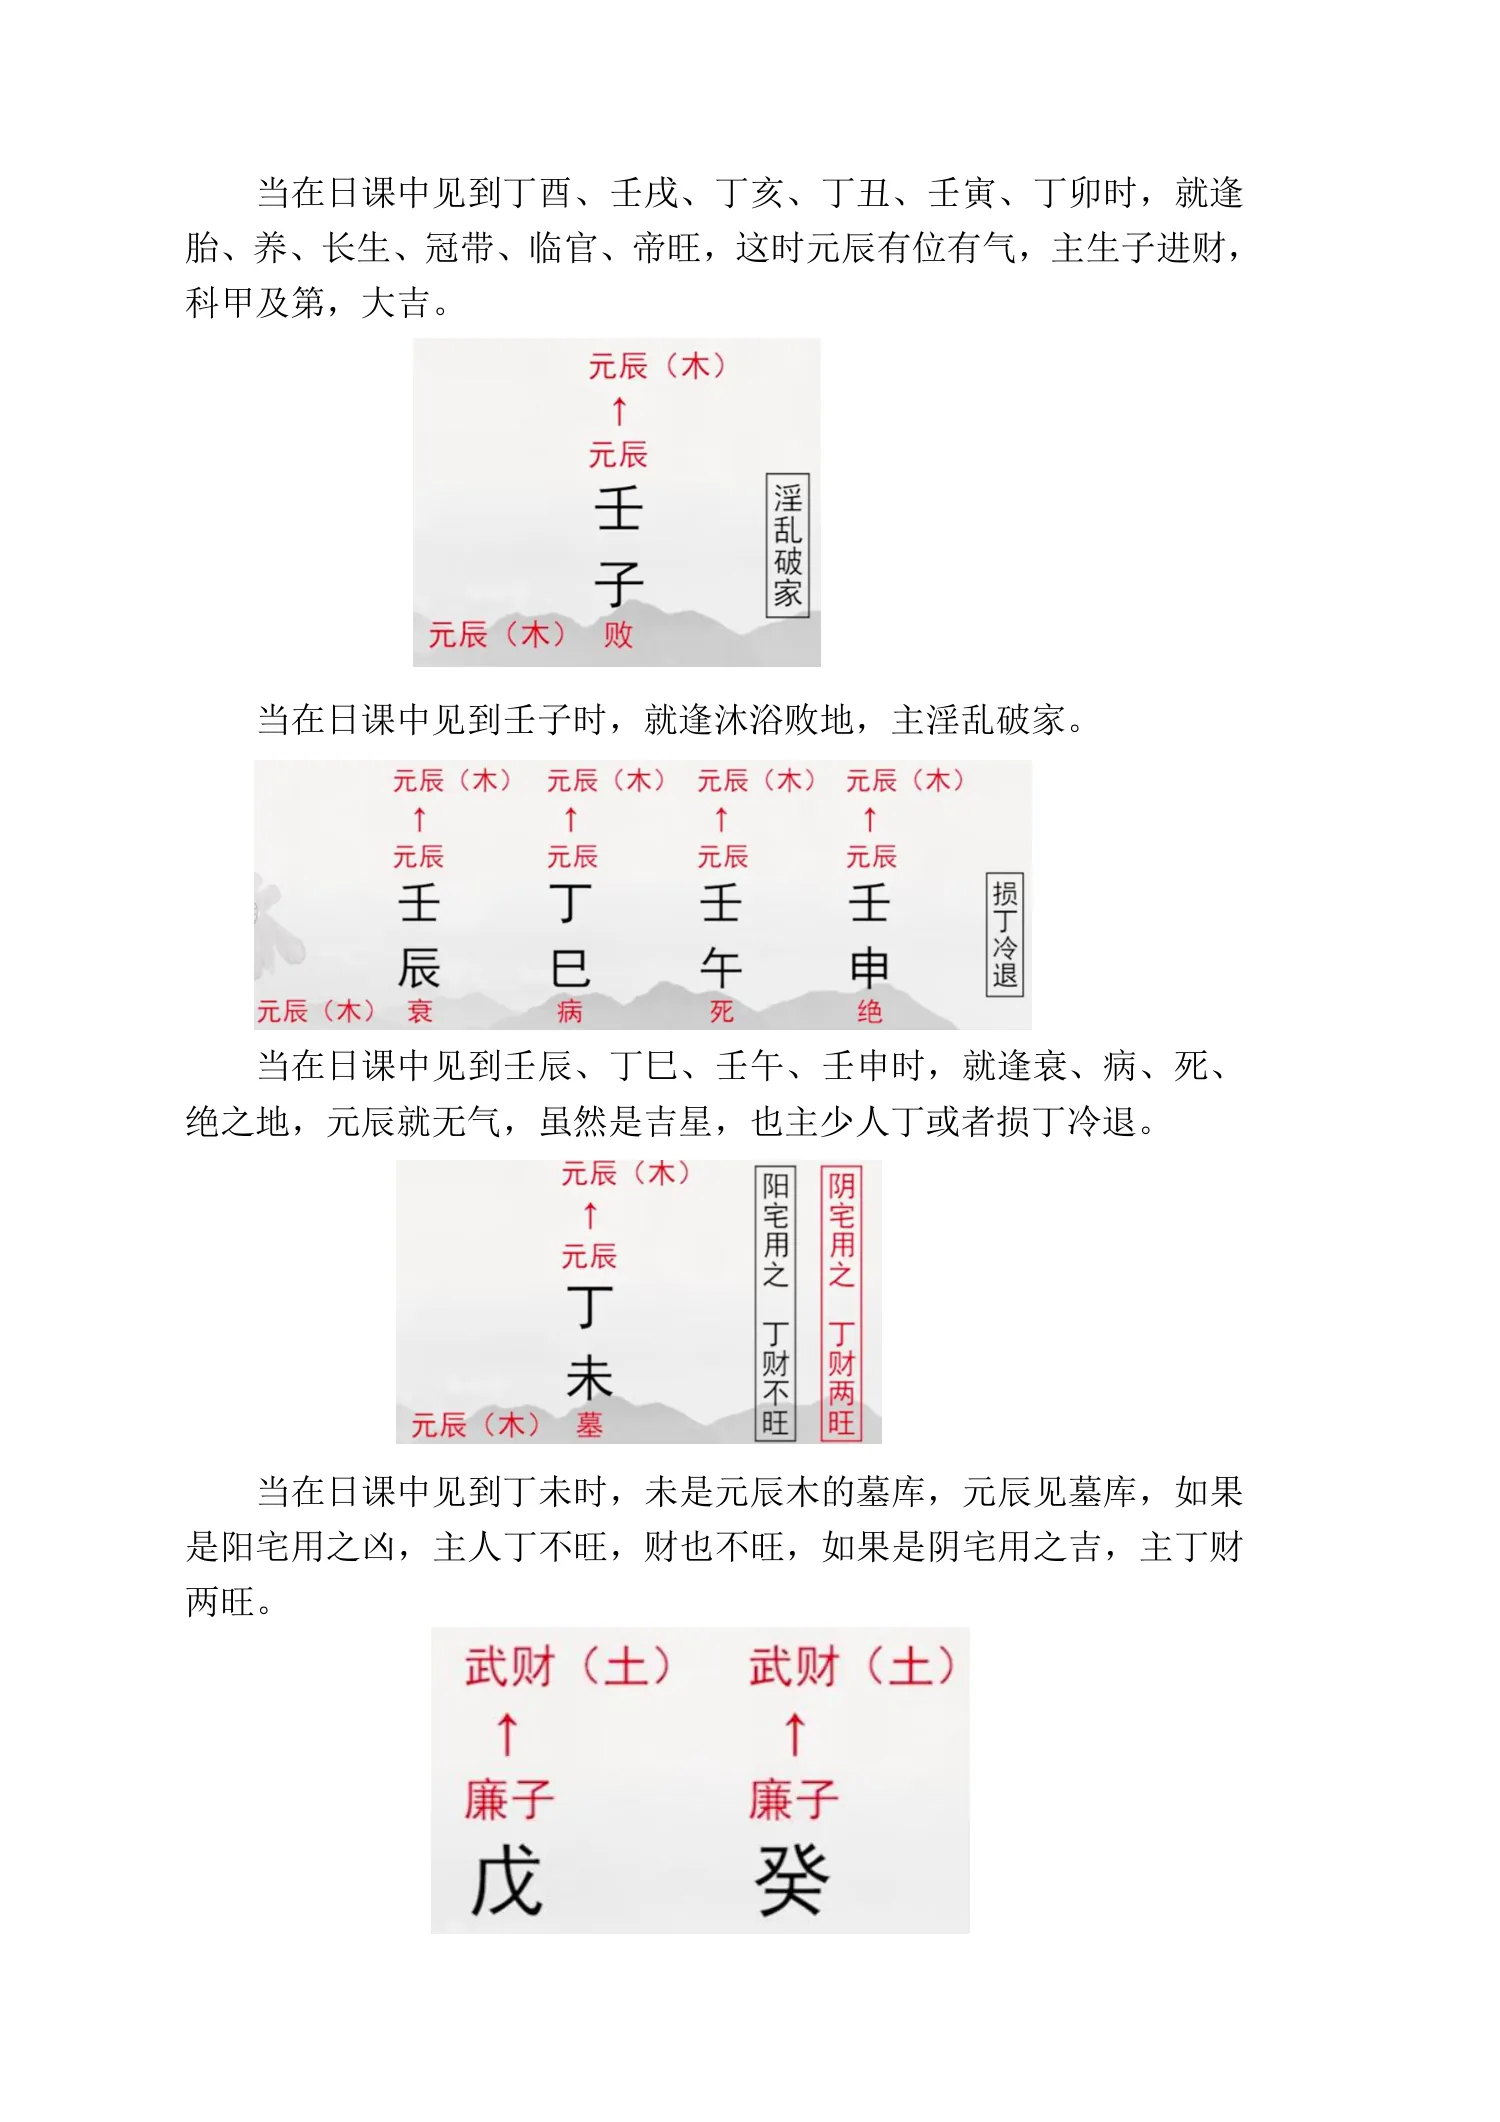 当在日课中见到丁酉、壬戌、丁亥、丁丑、壬寅、丁卯时，就逢
胎、养、长生、冠带、临官、帝旺，这时元辰有位有气，主生子进财，
科甲及第，大吉。
元辰（木）
↑
元辰
壬
子
元辰（木） 败
淫乱破家
当在日课中见到壬子时，就逢沐浴败地，主淫乱破家。
元辰（木） 元辰（木） 元辰（木） 元辰（木）
↑ ↑ ↑ ↑
元辰 元辰 元辰 元辰
壬 丁 壬 壬
辰 巳 午 申
元辰（木） 衰 病 死 绝
损丁冷退
当在日课中见到壬辰、丁巳、壬午、壬申时，就逢衰、病、死、
绝之地，元辰就无气，虽然是吉星，也主少人丁或者损丁冷退。
元辰（木）
↑
元辰
丁
未
元辰（木） 墓
阳宅用之 丁财不旺
阴宅用之 丁财两旺
当在日课中见到丁未时，未是元辰木的墓库，元辰见墓库，如果
是阳宅用之凶，主人丁不旺，财也不旺，如果是阴宅用之吉，主丁财
两旺。
武财（土） 武财（土）
↑ ↑
廉子 廉子
戊 癸